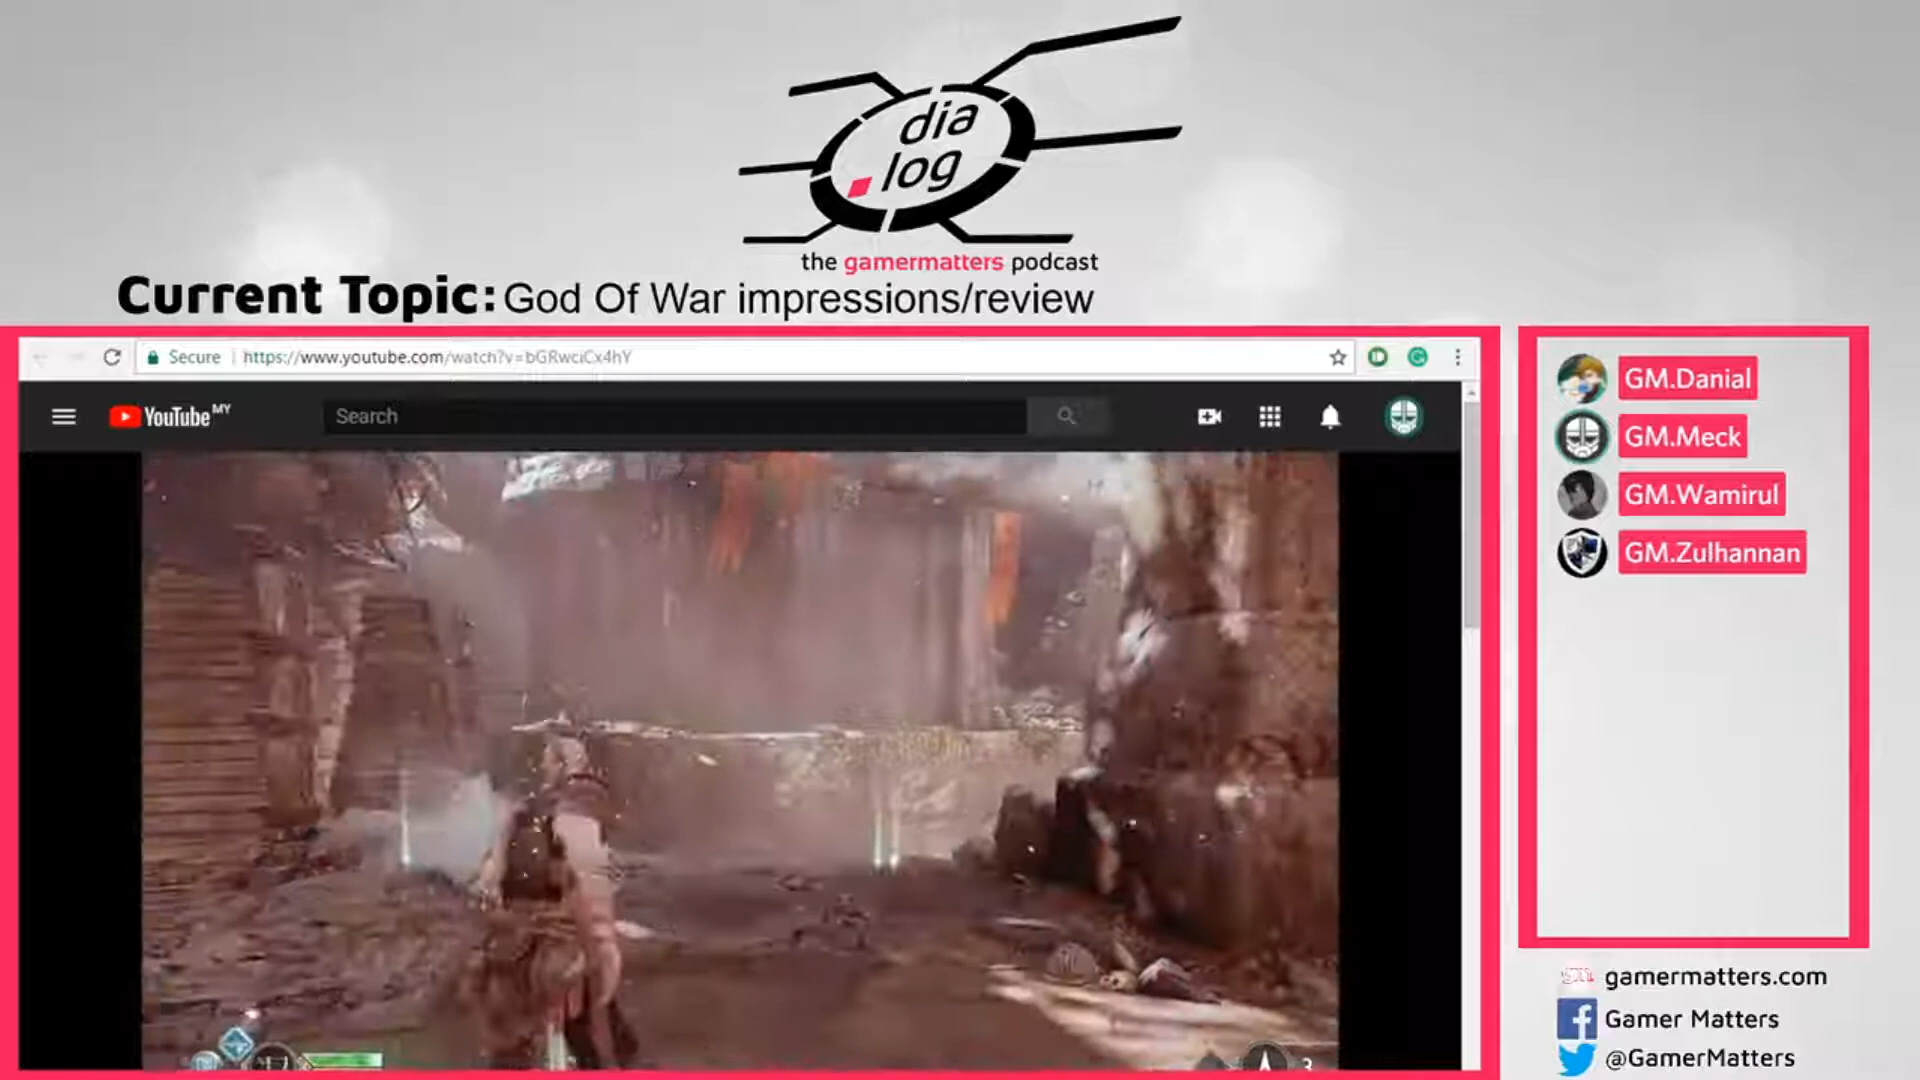 dia
log
the gamermatters podcast
Current Topic: God Of War impressions/review
Secure https://www.youtube.com/watch?v=bGRwciCx4hY
YouTube MY
Search
GM.Danial
GM.Meck
GM.Wamirul
GM.Zulhannan
3
gamermatters.com
Gamer Matters
@GamerMatters